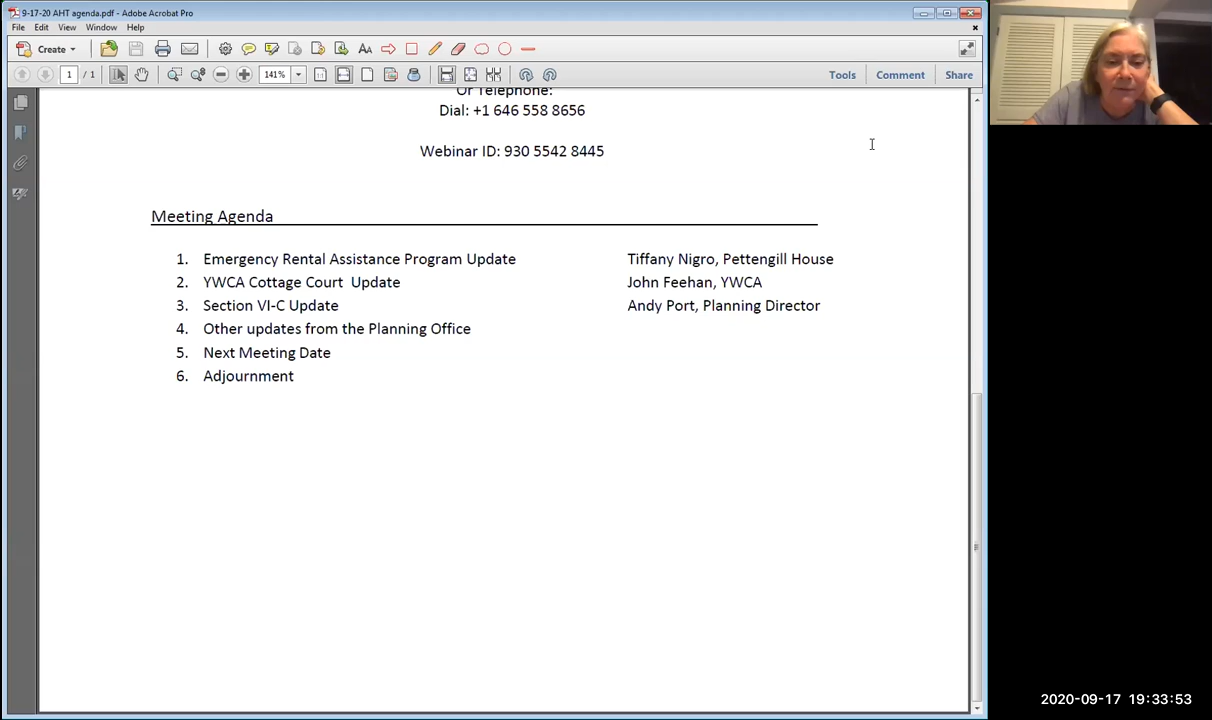 9-17-20 AHT agenda.pdf - Adobe Acrobat Pro
File Edit View Window Help
Create
1 / 1 141% Tools Comment Share
Or Telephone:
Dial: +1 646 558 8656
Webinar ID: 930 5542 8445
Meeting Agenda
1. Emergency Rental Assistance Program Update Tiffany Nigro, Pettengill House
2. YWCA Cottage Court Update John Feehan, YWCA
3. Section VI-C Update Andy Port, Planning Director
4. Other updates from the Planning Office
5. Next Meeting Date
6. Adjournment
2020-09-17 19:33:53